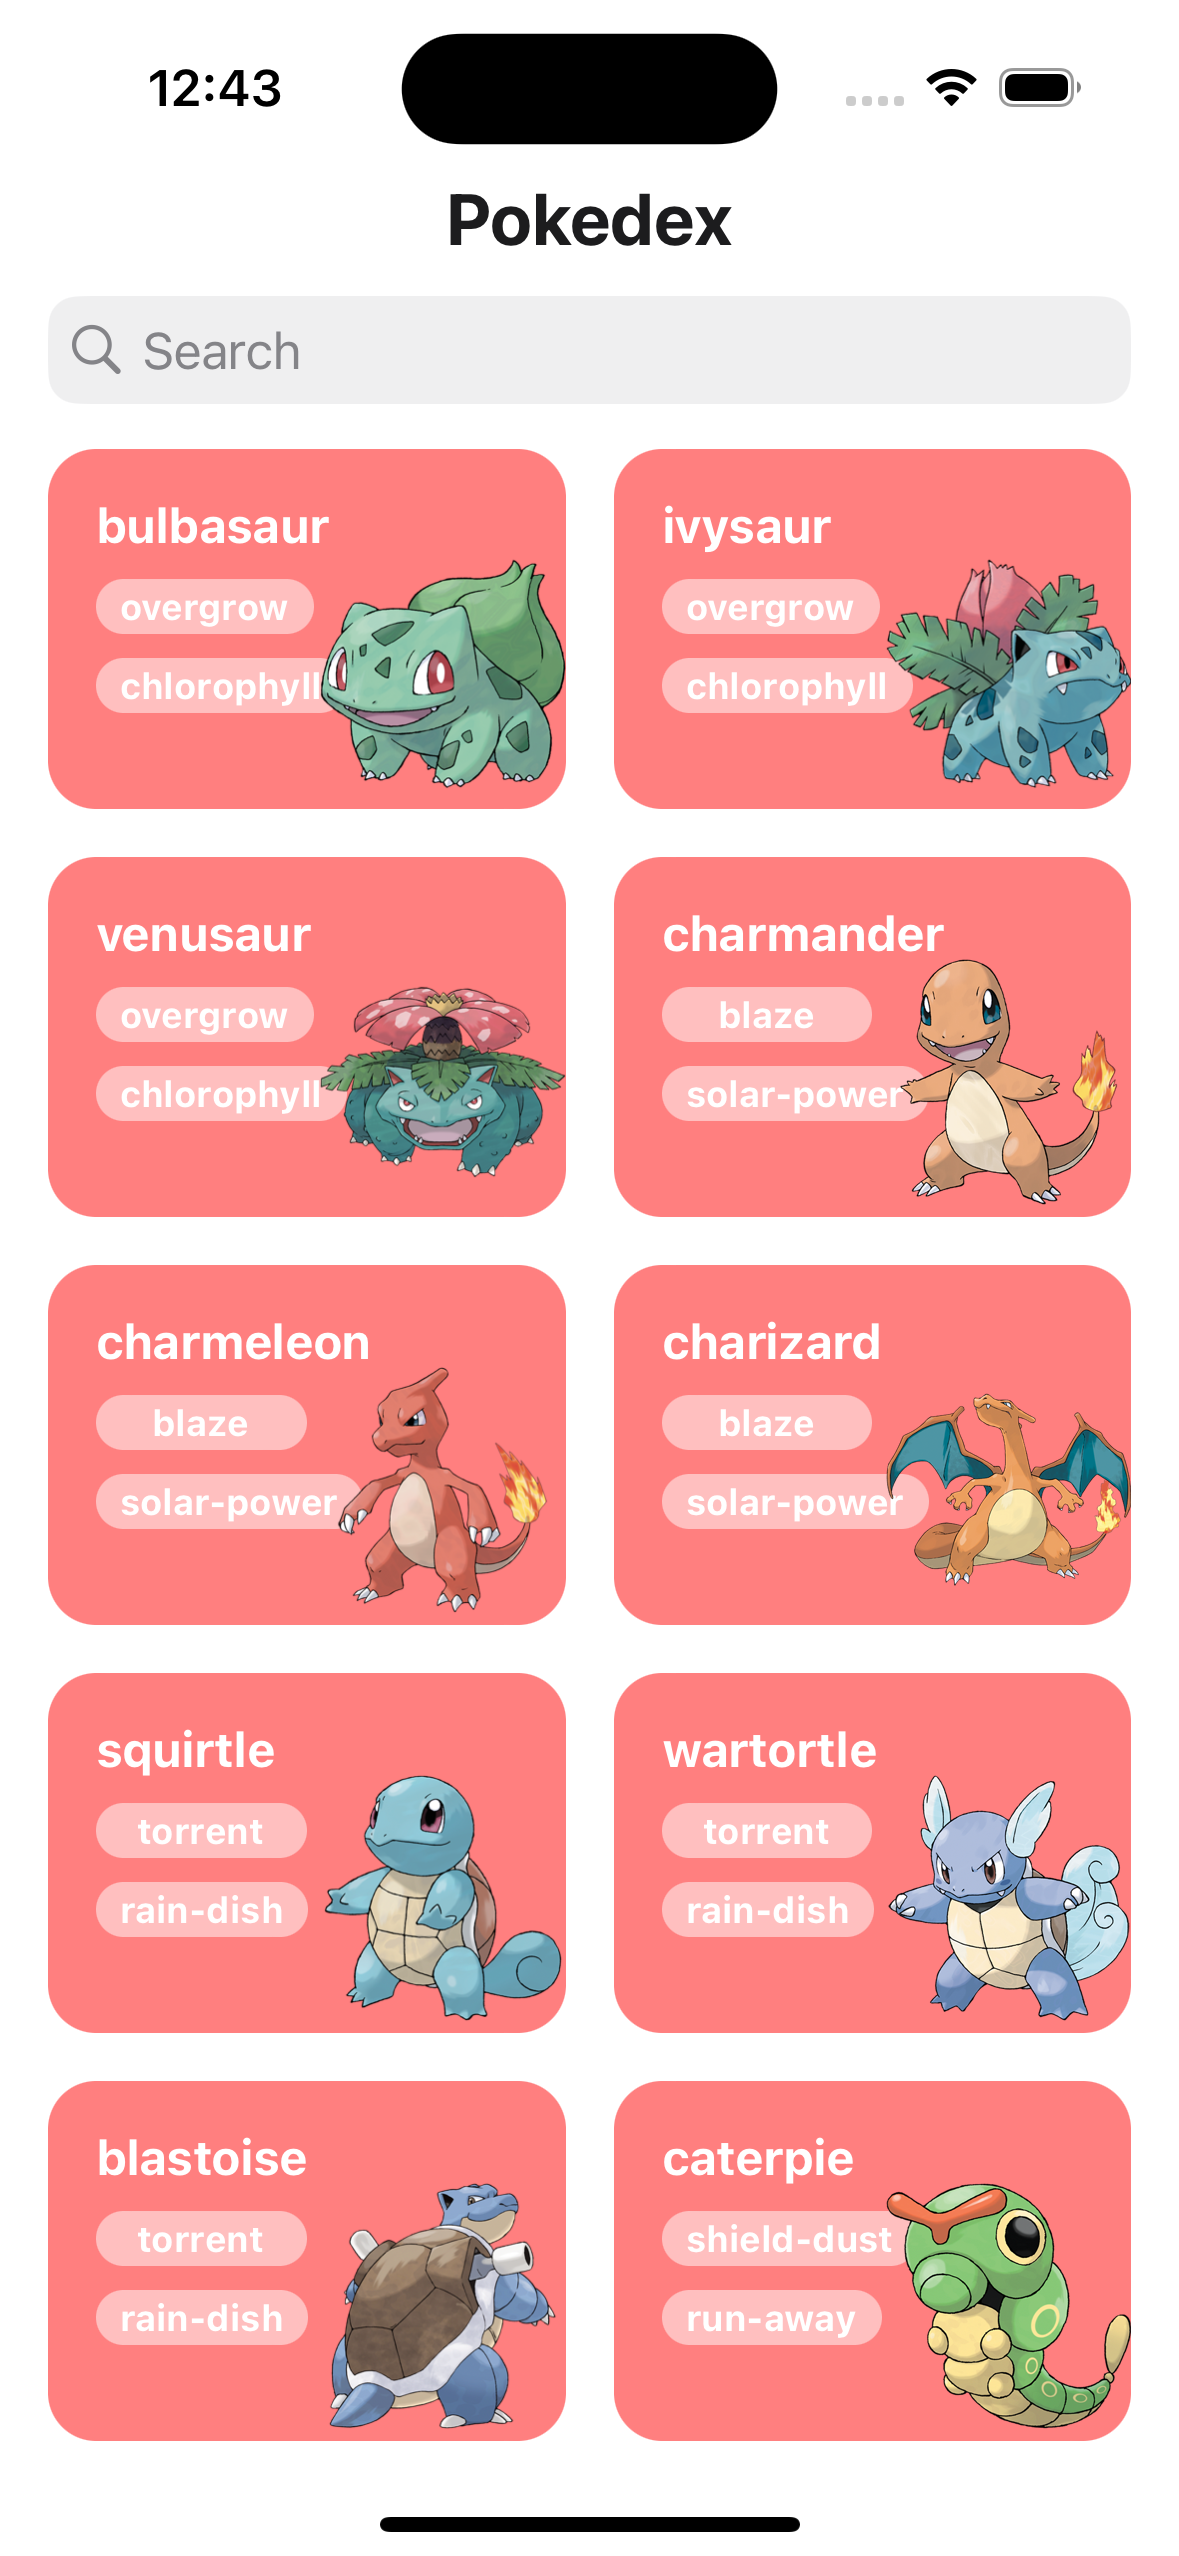 12:43
Pokedex
Search
bulbasaur
overgrow
chlorophyll
ivysaur
overgrow
chlorophyll
venusaur
overgrow
chlorophyll
charmander
blaze
solar-power
charmeleon
blaze
solar-power
charizard
blaze
solar-power
squirtle
torrent
rain-dish
wartortle
torrent
rain-dish
blastoise
torrent
rain-dish
caterpie
shield-dust
run-away